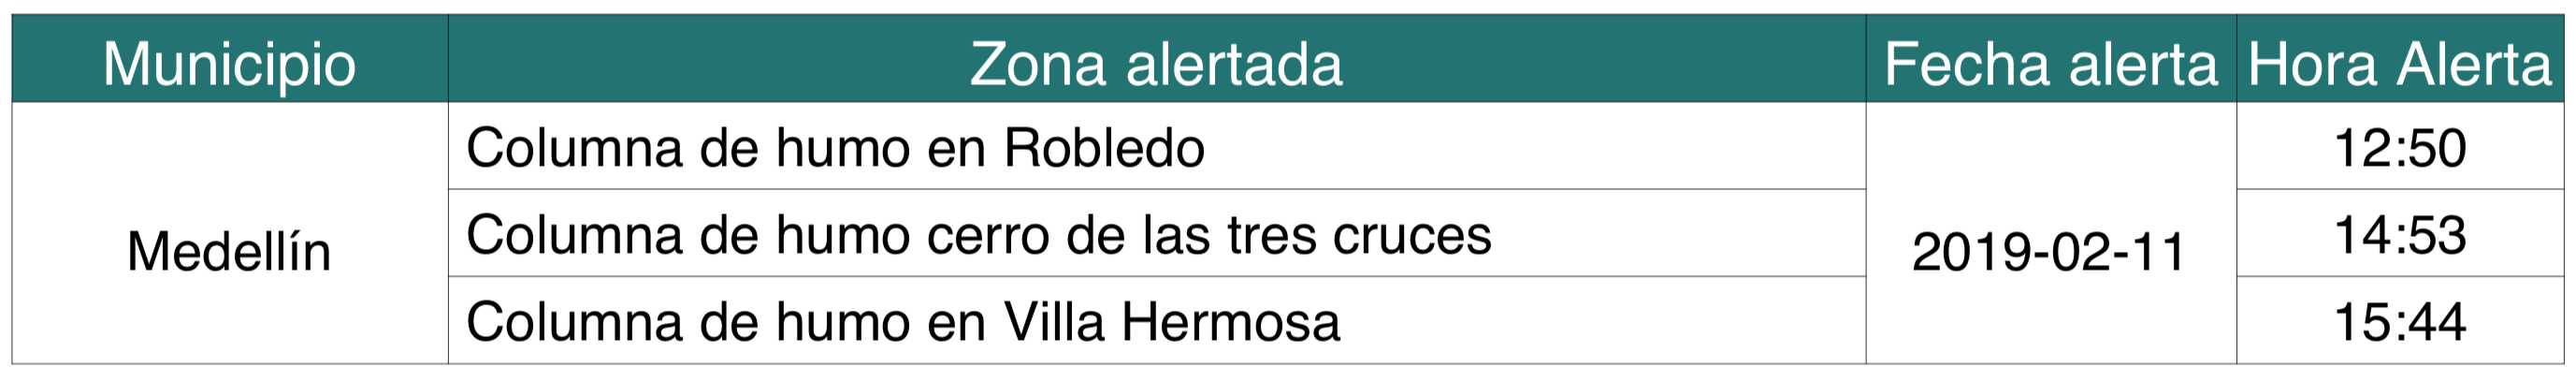 Municipio Zona alertada Fecha alerta Hora Alerta
Columna de humo en Robledo 12:50
Medellín Columna de humo cerro de las tres cruces 2019-02-11 14:53
Columna de humo en Villa Hermosa 15:44